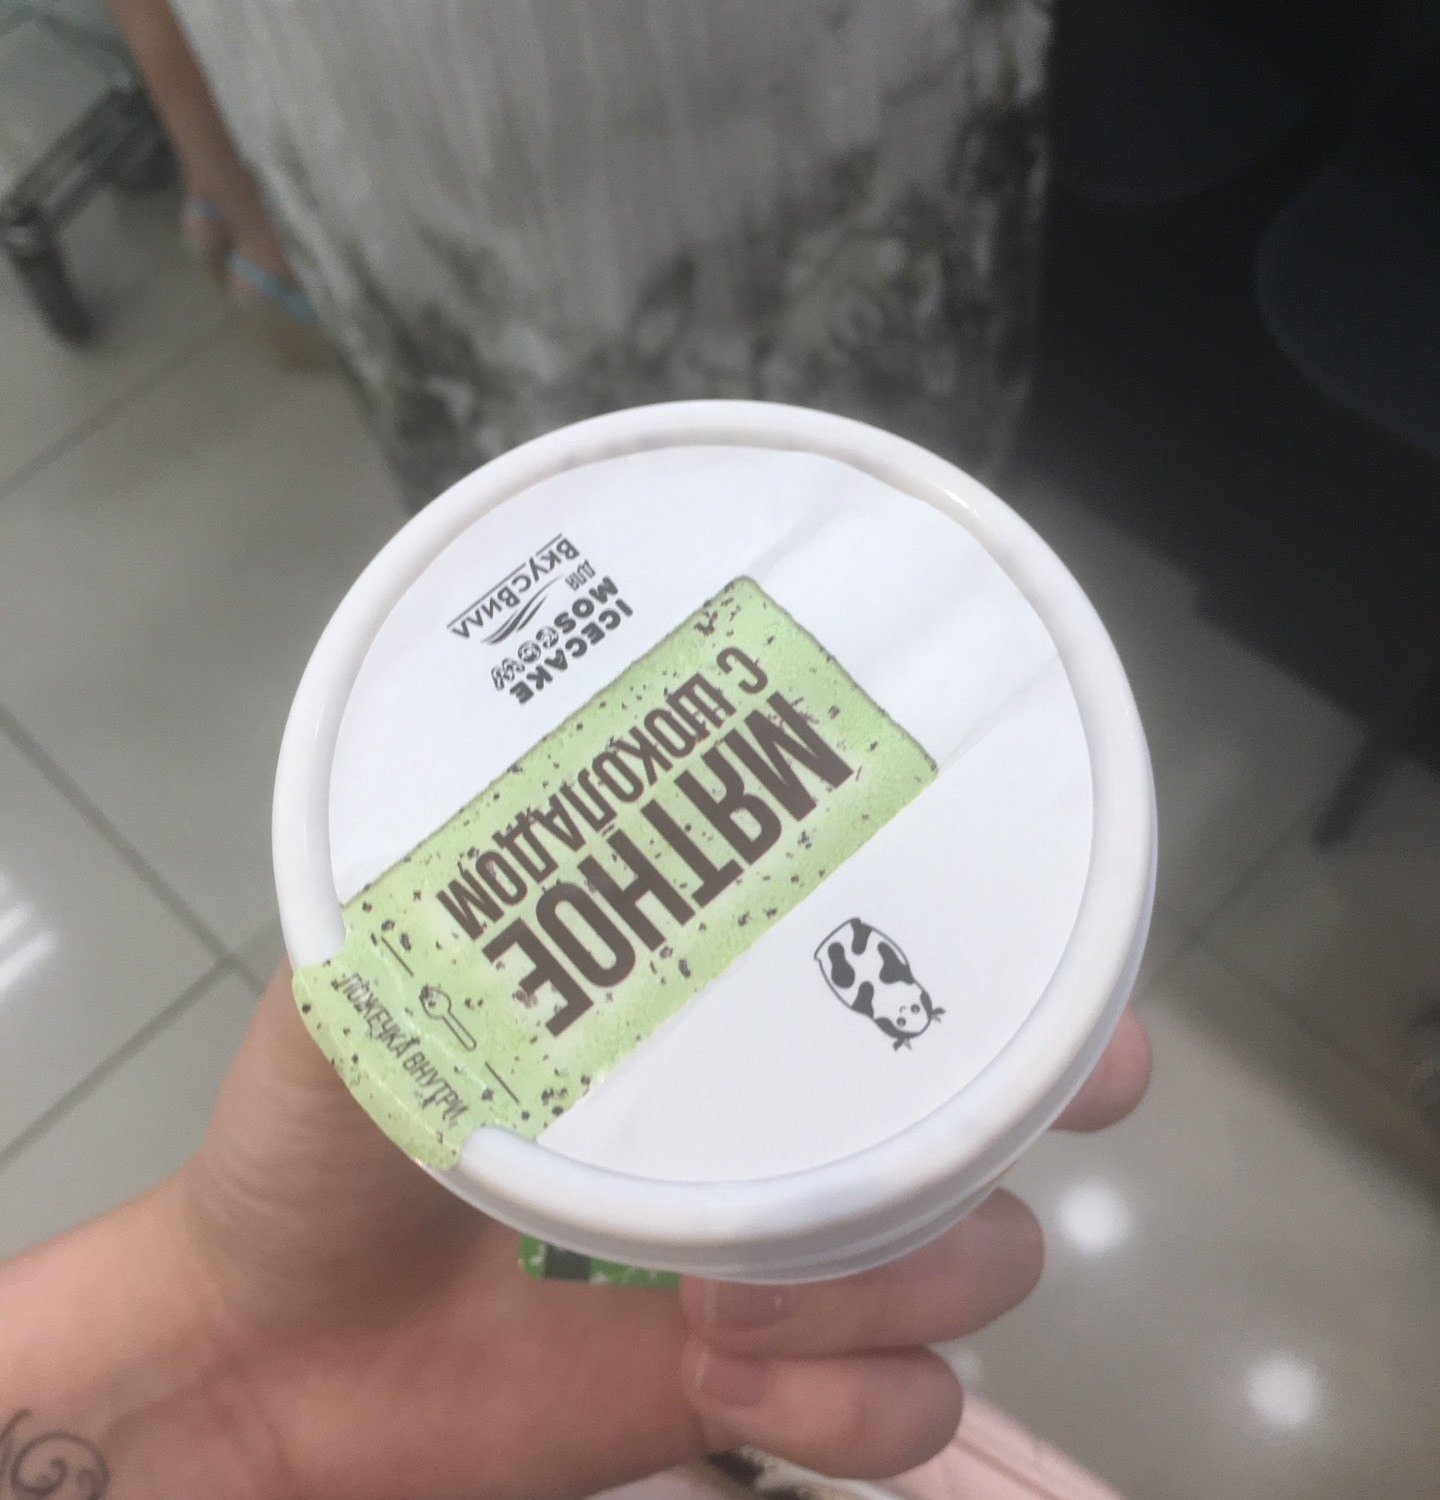 МЯТНОЕ
С ШОКОЛАДОМ
ЛОЖЕЧКА ВНУТРИ
ICECAKE
MOSCOW
ДЛЯ
ВКУСВИЛЛ